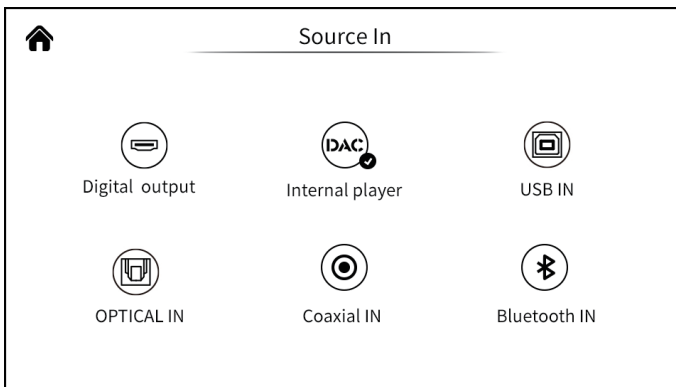 Source In
DAC
Digital output
Internal player
USB IN
OPTICAL IN
Coaxial IN
Bluetooth IN